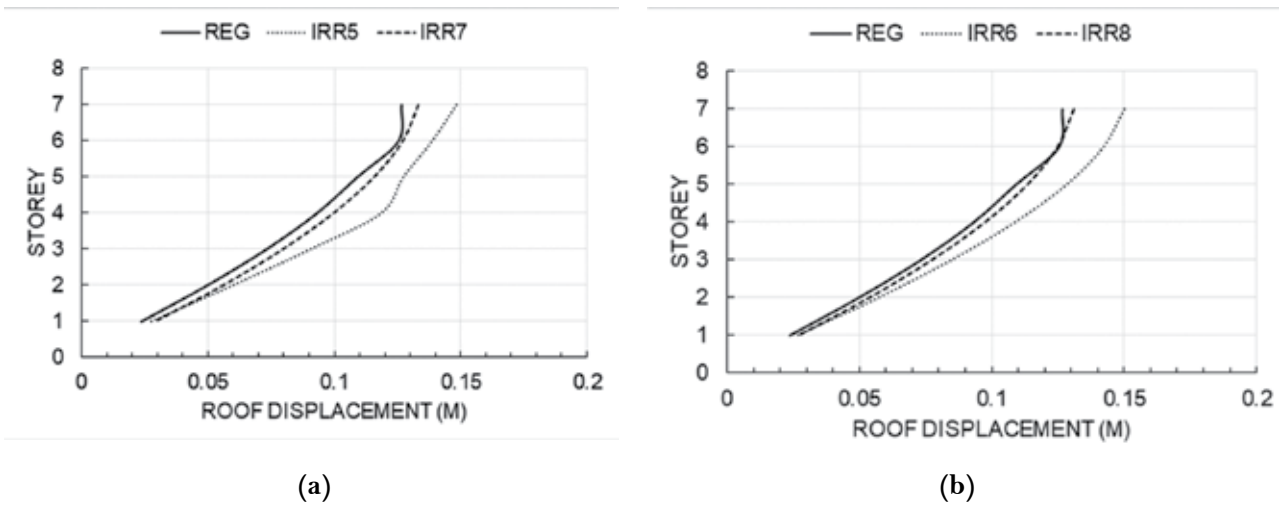 REG IRR5 IRR7
8
7
6
5
4
3
2
1
0
STOREY
0 0.05 0.1 0.15 0.2
ROOF DISPLACEMENT (M)
(a)
REG IRR6 IRR8
8
7
6
5
4
3
2
1
0
STOREY
0 0.05 0.1 0.15 0.2
ROOF DISPLACEMENT (M)
(b)